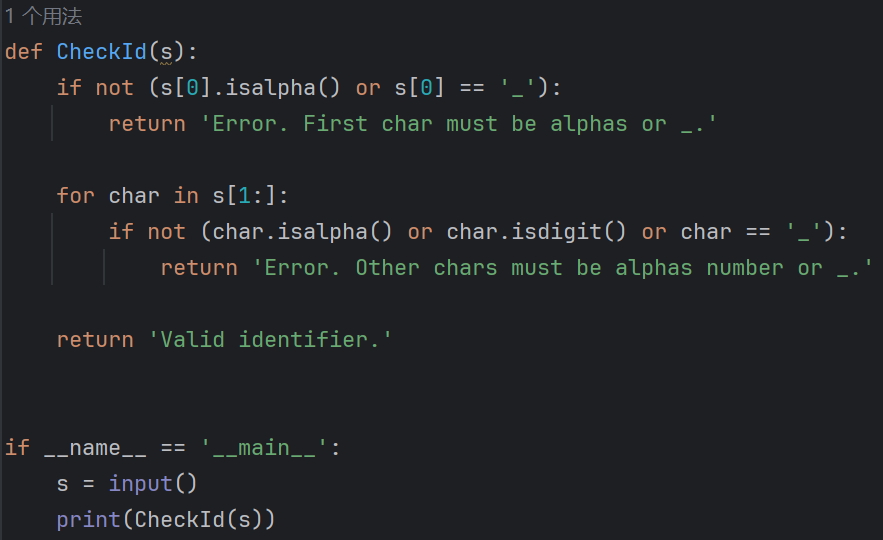 1 个用法
def CheckId(s):
    if not (s[0].isalpha() or s[0] == '_'):
        return 'Error. First char must be alphas or _.'
    for char in s[1:]:
        if not (char.isalpha() or char.isdigit() or char == '_'):
            return 'Error. Other chars must be alphas number or _.'
    return 'Valid identifier.'
if __name__ == '__main__':
    s = input()
    print(CheckId(s))